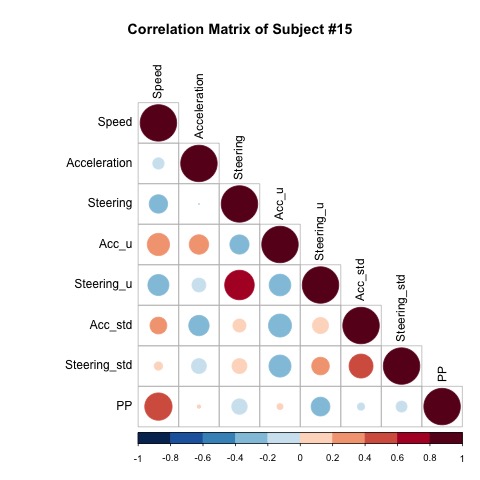 Correlation Matrix of Subject #15
Speed
Acceleration
Steering
Acc_u
Steering_u
Acc_std
Steering_std
PP
Speed
Acceleration
Steering
Acc_u
Steering_u
Acc_std
Steering_std
PP
-1 -0.8 -0.6 -0.4 -0.2 0 0.2 0.4 0.6 0.8 1